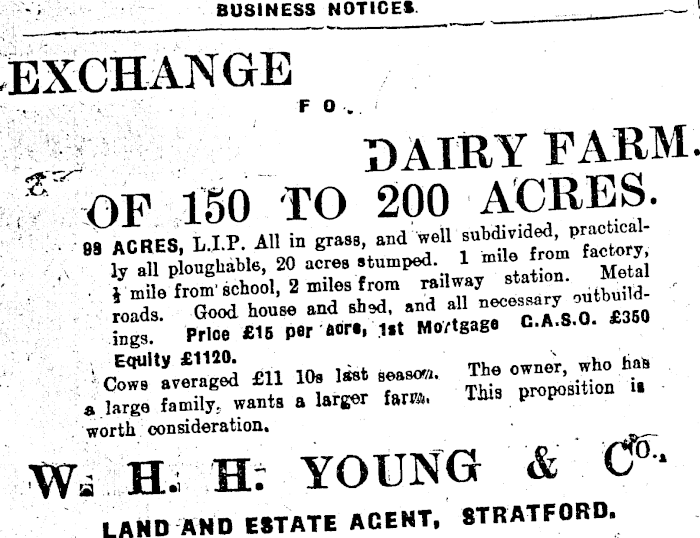 BUSINESS NOTICES.
EXCHANGE
FO
DAIRY FARM.
OF 150 TO 200 ACRES.
99 ACRES, L.I.P. All in grass, and well subdivided, practical-
ly all ploughable, 20 acres stumped. 1 mile from factory,
½ mile from school, 2 miles from railway station. Metal
roads. Good house and shed, and all necessary outbuild-
ings. Price £15 per acre, 1st Mortgage C.A.S.O. £350
Equity £1120.
Cows averaged £11 10s last season. The owner, who has
a large family, wants a larger farm. This proposition is
worth consideration.
W. H. H. YOUNG & Co.,
LAND AND ESTATE AGENT, STRATFORD.